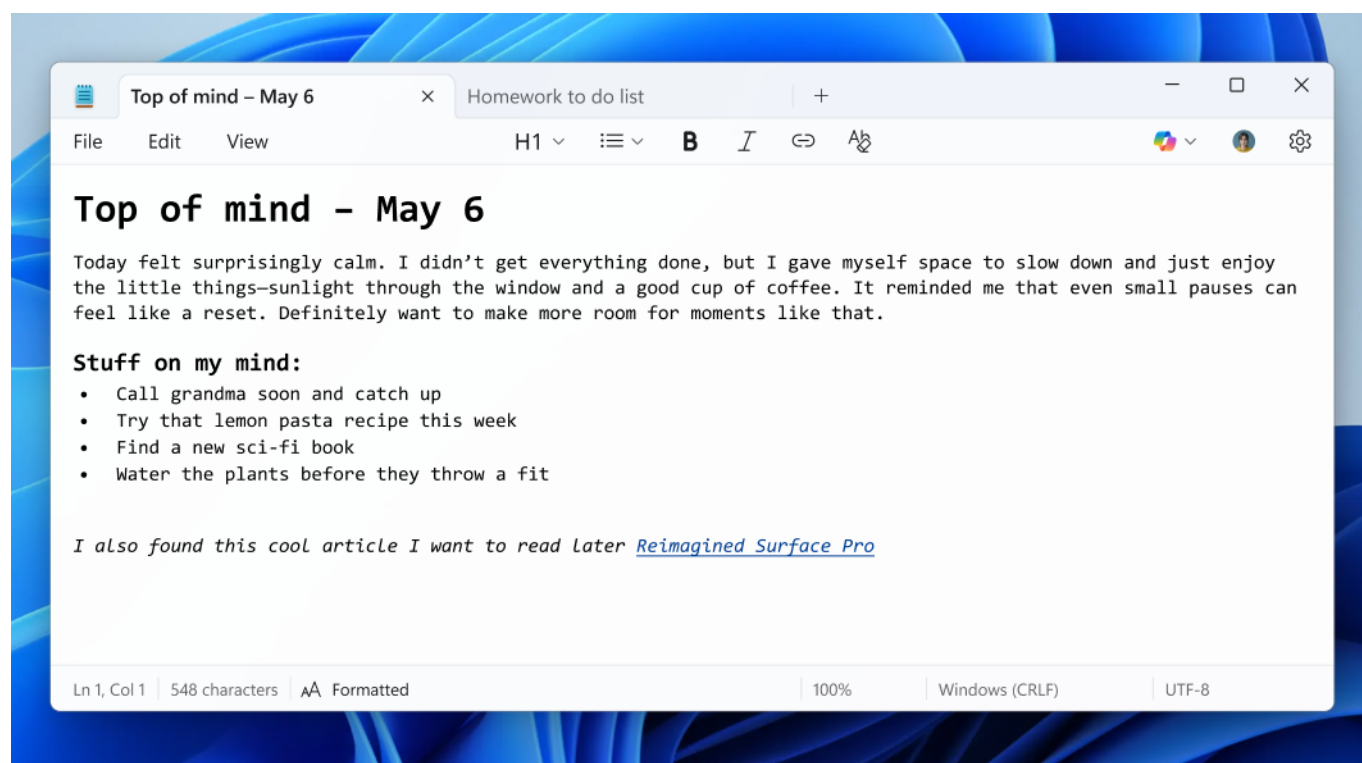 Top of mind – May 6
Homework to do list
File Edit View H1 B I
Top of mind – May 6
Today felt surprisingly calm. I didn’t get everything done, but I gave myself space to slow down and just enjoy
the little things—sunlight through the window and a good cup of coffee. It reminded me that even small pauses can
feel like a reset. Definitely want to make more room for moments like that.
Stuff on my mind:
• Call grandma soon and catch up
• Try that lemon pasta recipe this week
• Find a new sci-fi book
• Water the plants before they throw a fit
I also found this cool article I want to read later Reimagined Surface Pro
Ln 1, Col 1 548 characters AA Formatted 100% Windows (CRLF) UTF-8